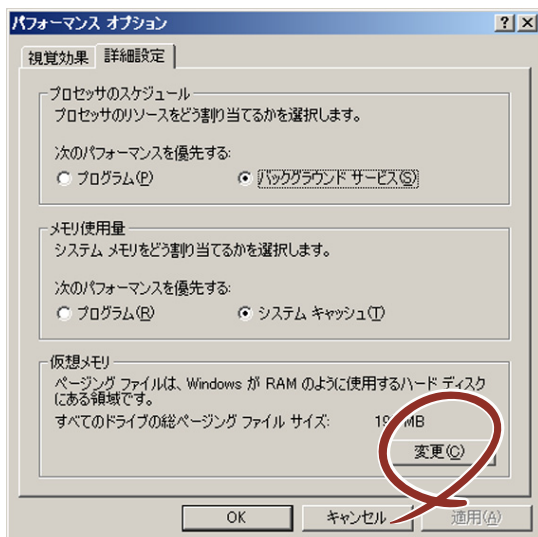 パフォーマンス オプション
視覚効果 詳細設定
プロセッサのスケジュール
プロセッサのリソースをどう割り当てるかを選択します。
次のパフォーマンスを優先する:
プログラム(P) バックグラウンド サービス(S)
メモリ使用量
システム メモリをどう割り当てるかを選択します。
次のパフォーマンスを優先する:
プログラム(R) システム キャッシュ(T)
仮想メモリ
ページング ファイルは、Windows が RAM のように使用するハード ディスク
にある領域です。
すべてのドライブの総ページング ファイル サイズ: MB
変更(C)
OK キャンセル 適用(A)